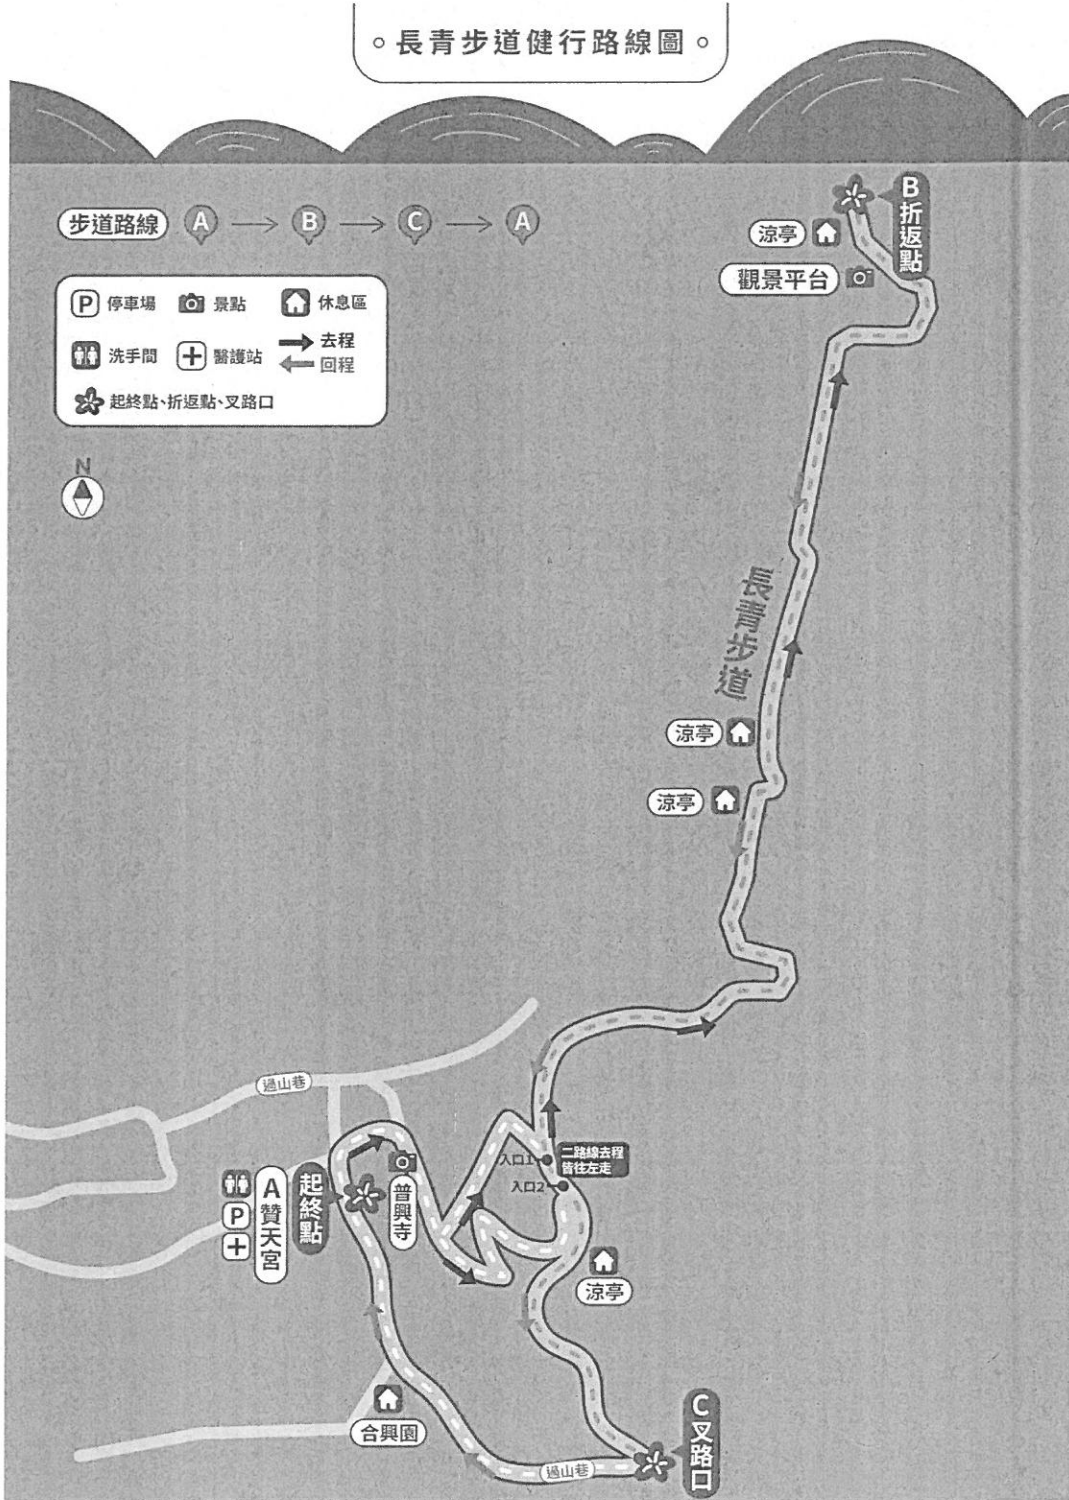 長青步道健行路線圖
步道路線 A B C A
P 停車場 景點 休息區
洗手間 醫護站 去程
回程
起終點、折返點、叉路口
N
B折返點
涼亭
觀景平台
長青步道
涼亭
涼亭
過山巷
二路線去程
皆往左走
入口1
入口2
A贊天宮
P
起終點
普興寺
涼亭
合興園
C叉路口
過山巷